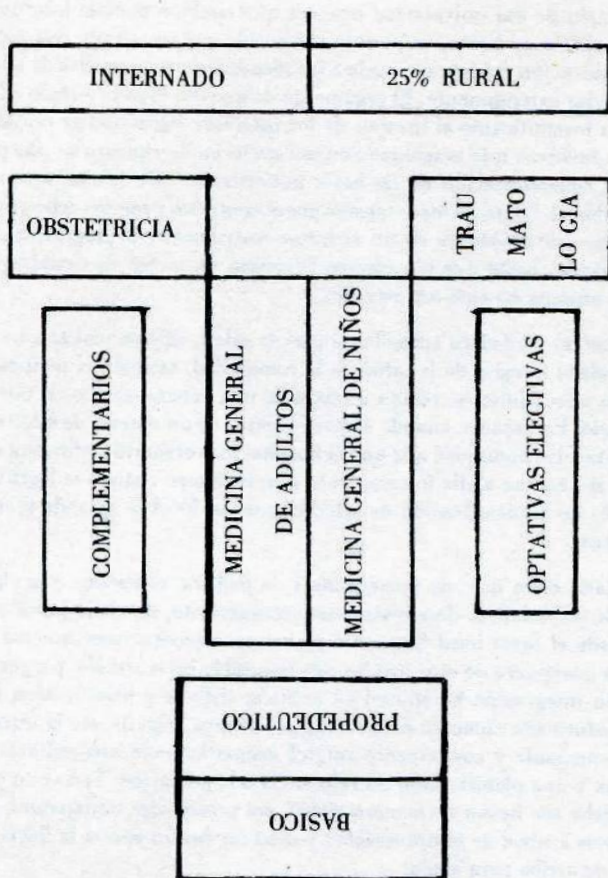 INTERNADO
25% RURAL
OBSTETRICIA
TRAU
MATO
LO GIA
COMPLEMENTARIOS
MEDICINA GENERAL
DE ADULTOS
MEDICINA GENERAL DE NIÑOS
OPTATIVAS ELECTIVAS
PROPEDEUTICO
BASICO